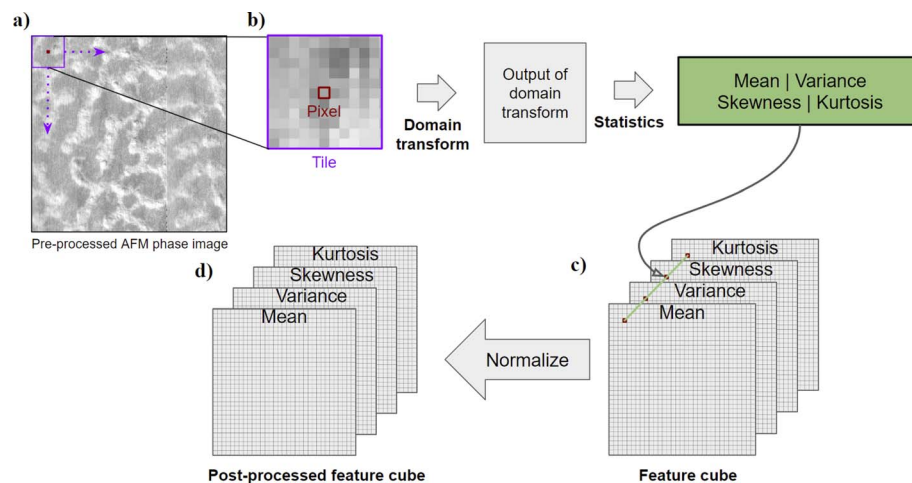 a)
b)
Pixel
Tile
Domain
transform
Output of
domain
transform
Statistics
Mean | Variance
Skewness | Kurtosis
Pre-processed AFM phase image
c)
Kurtosis
Skewness
Variance
Mean
Feature cube
Normalize
d)
Kurtosis
Skewness
Variance
Mean
Post-processed feature cube